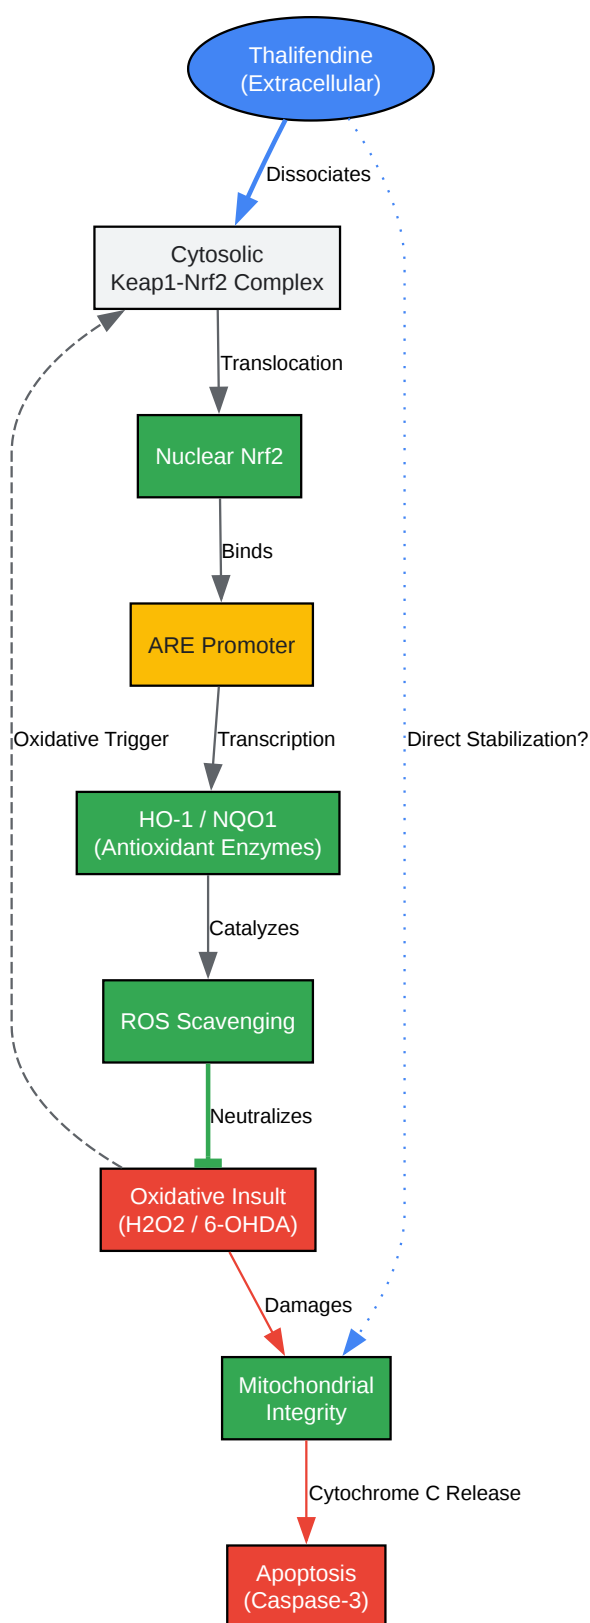 Thalifendine
(Extracellular)
Dissociates
Cytosolic
Keap1-Nrf2 Complex
Translocation
Nuclear Nrf2
Binds
ARE Promoter
Oxidative Trigger
Transcription
Direct Stabilization?
HO-1 / NQO1
(Antioxidant Enzymes)
Catalyzes
ROS Scavenging
Neutralizes
Oxidative Insult
(H2O2 / 6-OHDA)
Damages
Mitochondrial
Integrity
Cytochrome C Release
Apoptosis
(Caspase-3)